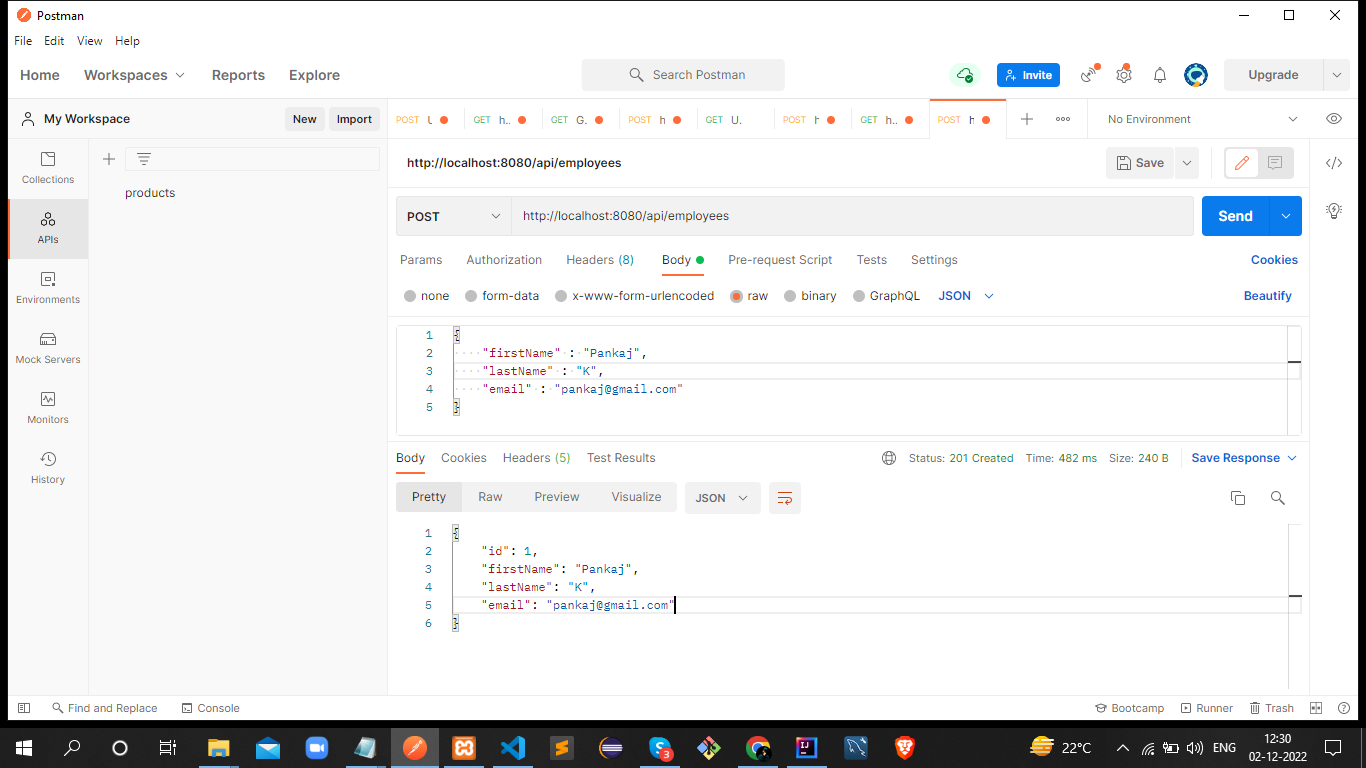 Postman
File Edit View Help
Home Workspaces Reports Explore Search Postman Invite Upgrade
My Workspace New Import POST GET h.. GET G. POST h GET U. POST GET h.. POST No Environment
Collections
APIs
Environments
Mock Servers
Monitors
History
products
http://localhost:8080/api/employees Save
POST http://localhost:8080/api/employees Send
Params Authorization Headers (8) Body Pre-request Script Tests Settings Cookies
none form-data x-www-form-urlencoded raw binary GraphQL JSON Beautify
1 {
2 "firstName" : "Pankaj",
3 "lastName" : "K",
4 "email" : "pankaj@gmail.com"
5 }
Body Cookies Headers (5) Test Results Status: 201 Created Time: 482 ms Size: 240 B Save Response
Pretty Raw Preview Visualize JSON
1 {
2 "id": 1,
3 "firstName": "Pankaj",
4 "lastName": "K",
5 "email": "pankaj@gmail.com"
6 }
Find and Replace Console Bootcamp Runner Trash
3 22°C ENG 12:30
02-12-2022